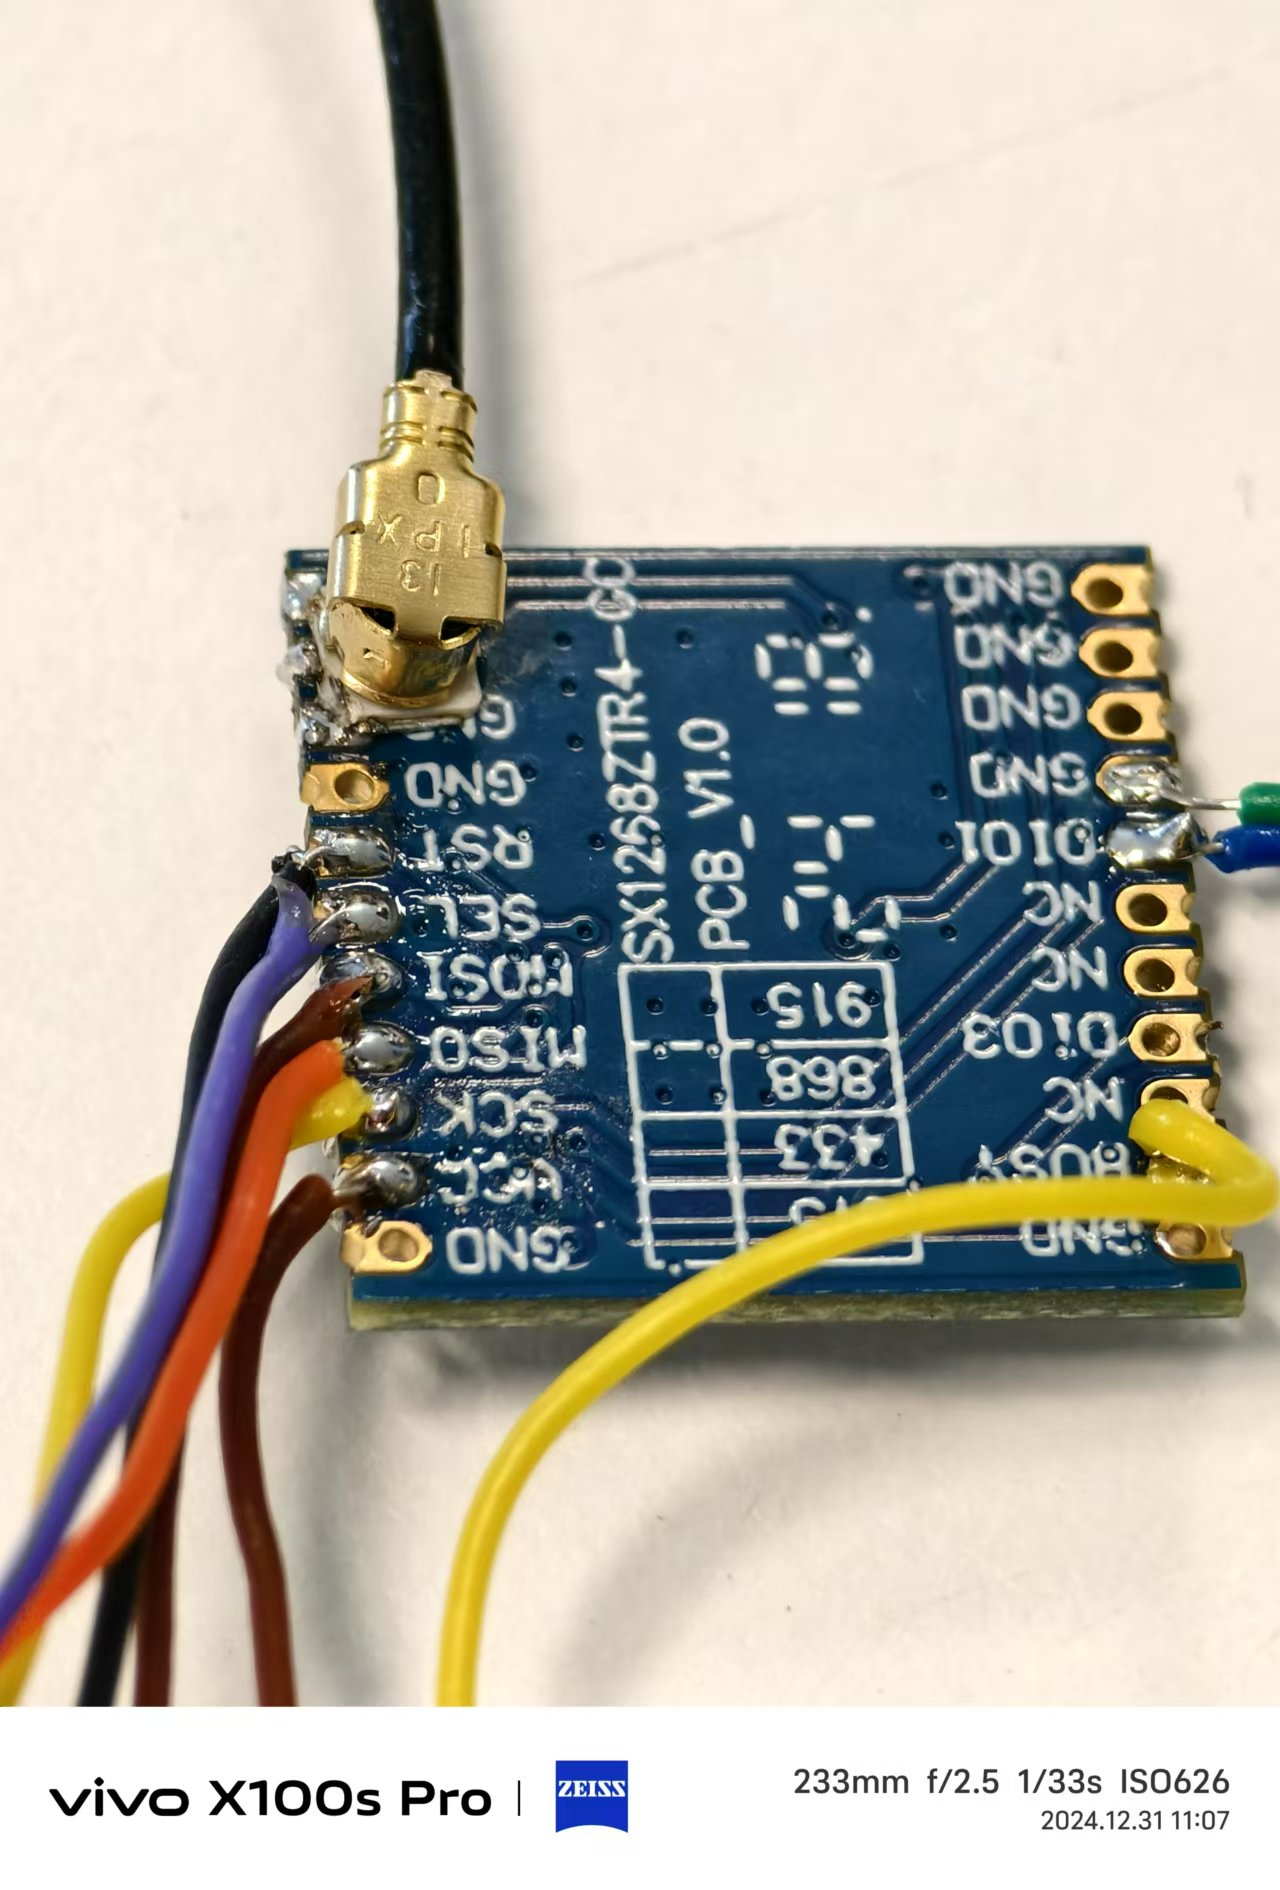 O
IPX
13
GND
GND
RST
SEL
MOSI
MISO
SCK
GND
SX1268ZTR4-GC
PCB_V1.0
915
868
433
GND
GND
GND
GND
DIO1
NC
NC
DIO3
NC
BUSY
GND
vivo X100s Pro
ZEISS
233mm f/2.5 1/33s ISO626
2024.12.31 11:07